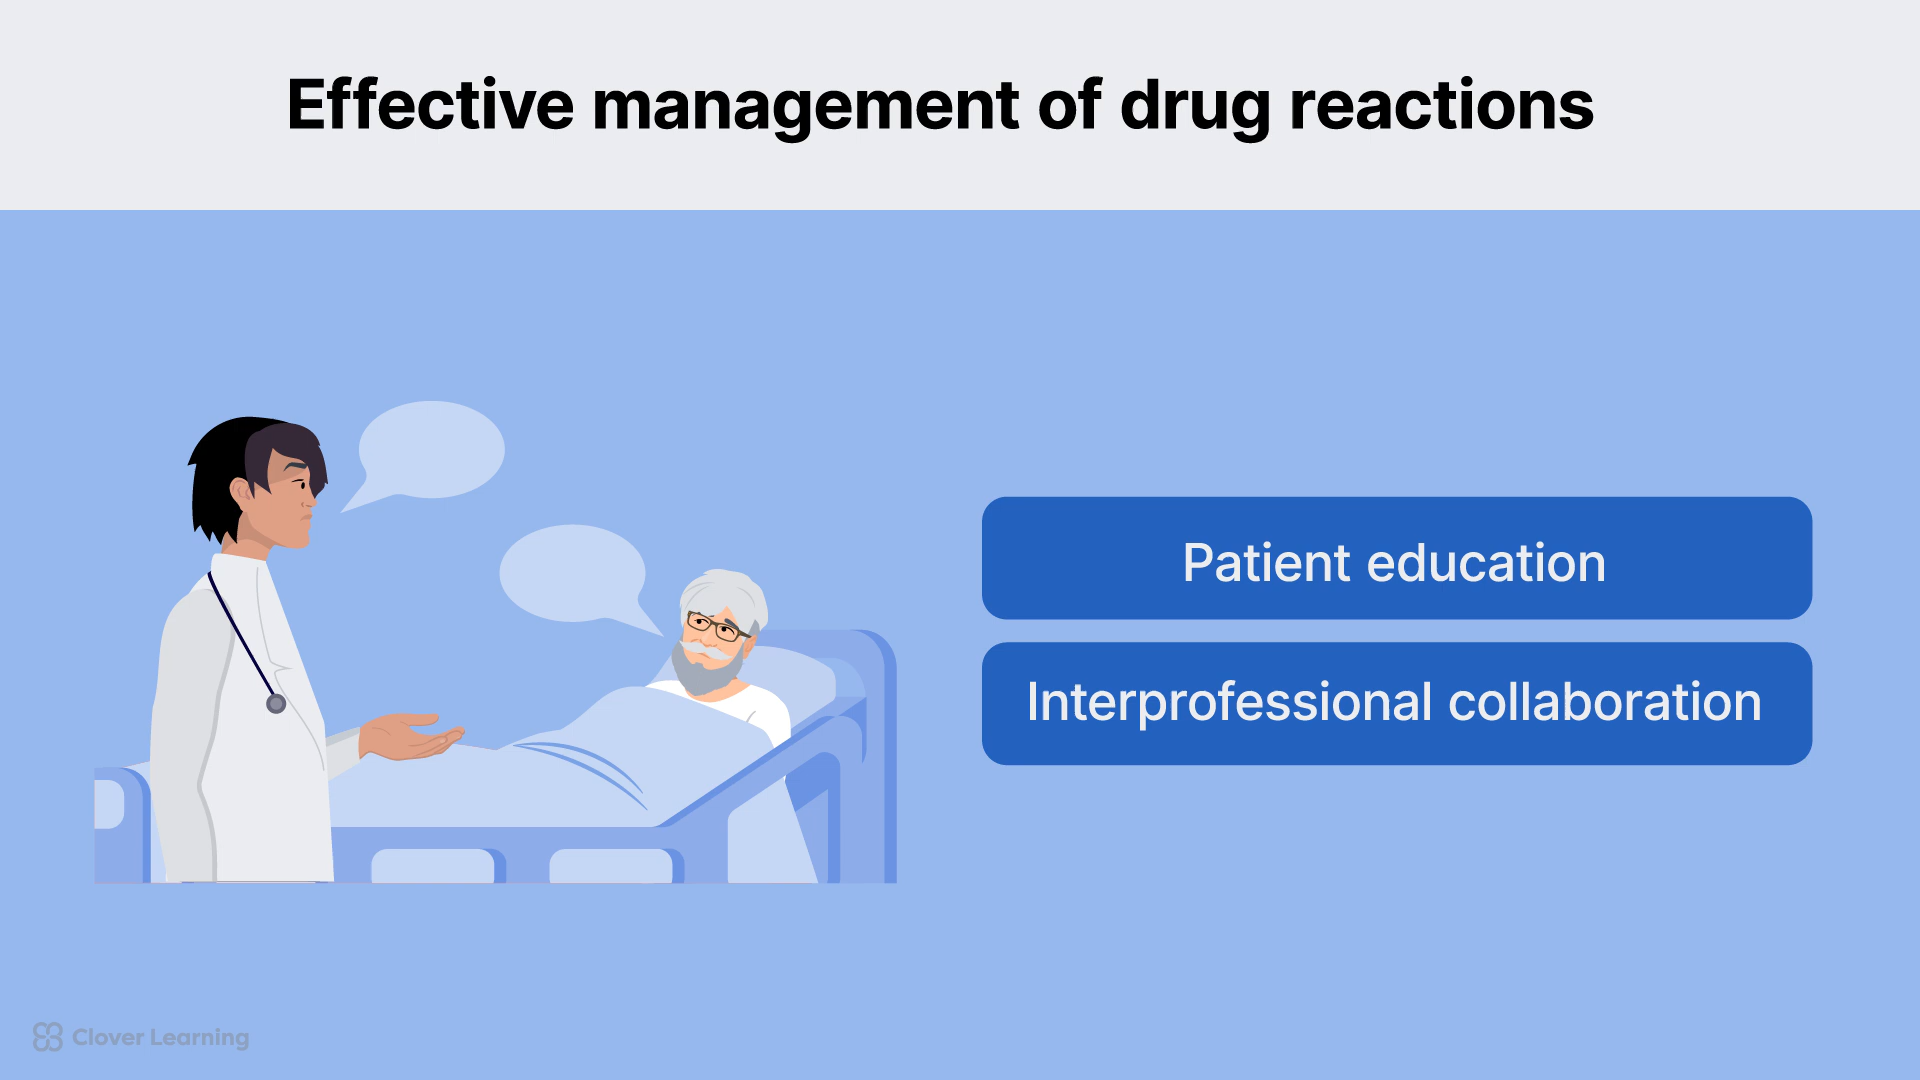 Effective management of drug reactions
Patient education
Interprofessional collaboration
Clover Learning